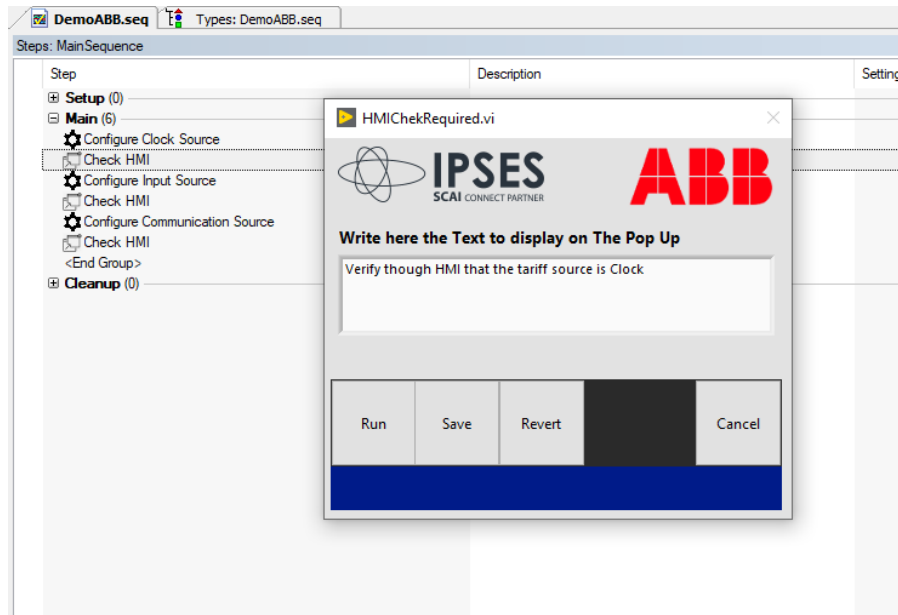 DemoABB.seq Types: DemoABB.seq
Steps: MainSequence
Step Description Setting
Setup (0)
Main (6)
Configure Clock Source
Check HMI
Configure Input Source
Check HMI
Configure Communication Source
Check HMI
<End Group>
Cleanup (0)
HMIChekRequired.vi
IPSES
SCAI CONNECT PARTNER
ABB
Write here the Text to display on The Pop Up
Verify though HMI that the tariff source is Clock
Run Save Revert Cancel